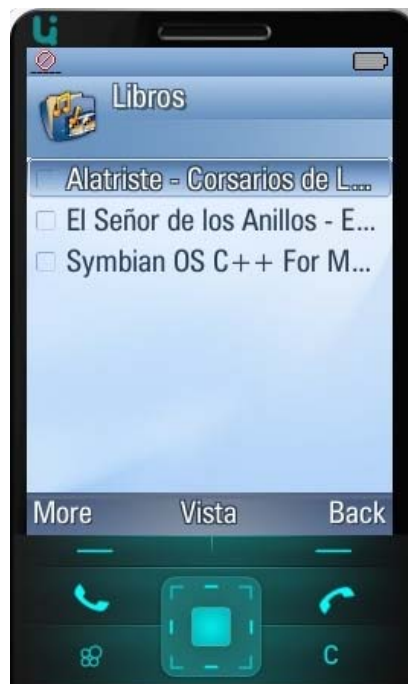 Libros
Alatriste - Corsarios de L...
El Señor de los Anillos - E...
Symbian OS C++ For M...
More Vista Back
C